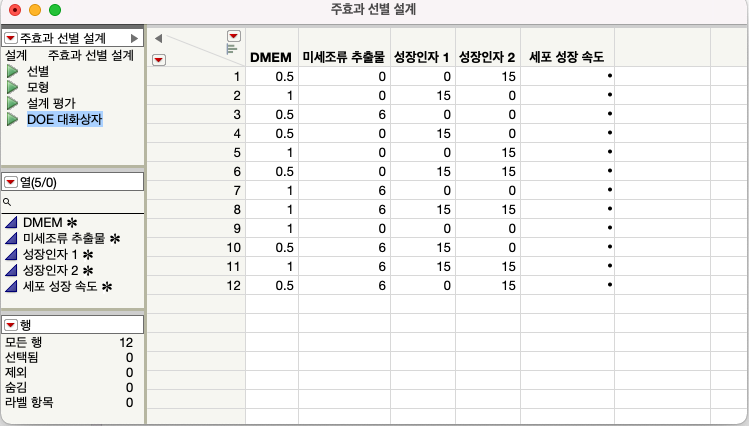 주효과 선별 설계
주효과 선별 설계
설계 주효과 선별 설계
선별
모형
설계 평가
DOE 대화상자
열(5/0)
DMEM *
미세조류 추출물 *
성장인자 1 *
성장인자 2 *
세포 성장 속도 *
행
모든 행 12
선택됨 0
제외 0
숨김 0
라벨 항목 0
DMEM 미세조류 추출물 성장인자 1 성장인자 2 세포 성장 속도
1 0.5 0 0 15 •
2 1 0 15 0 •
3 0.5 6 0 0 •
4 0.5 0 15 0 •
5 1 0 0 15 •
6 0.5 0 15 15 •
7 1 6 0 0 •
8 1 6 15 15 •
9 1 0 0 0 •
10 0.5 6 15 0 •
11 1 6 15 15 •
12 0.5 6 0 15 •